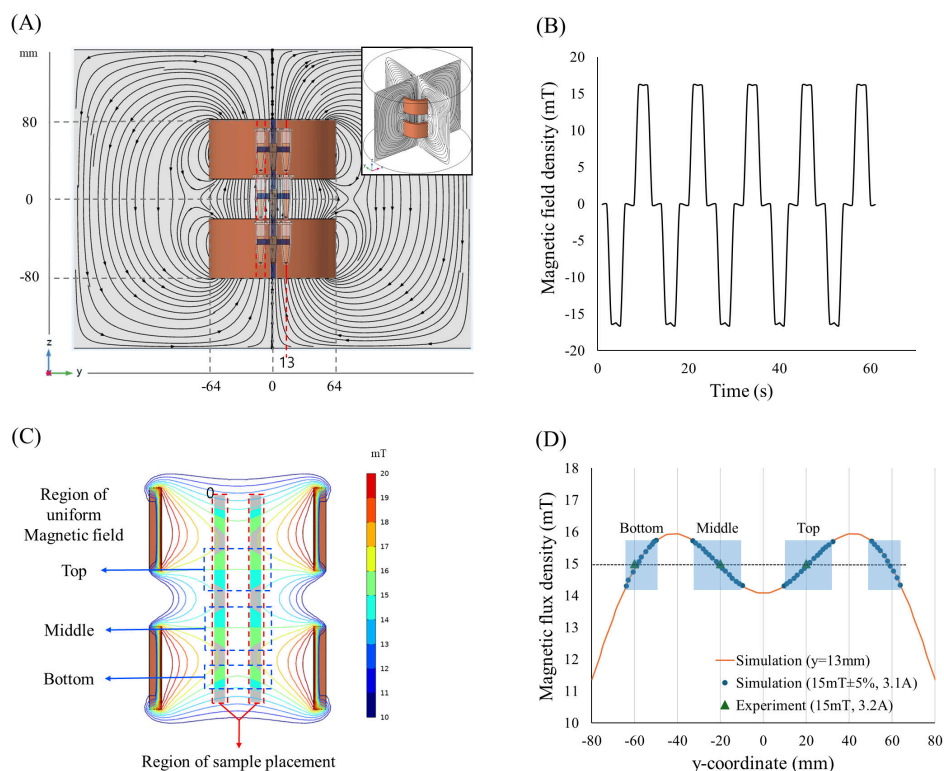 (A)
mm
80
0
-80
z
y
13
-64
0
64
(B)
Magnetic field density (mT)
20
15
10
5
0
-5
-10
-15
-20
0
20
40
60
Time (s)
(C)
mT
Region of
uniform
Magnetic field
0
Top
Middle
Bottom
20
19
18
17
16
15
14
13
12
11
10
Region of sample placement
(D)
Magnetic flux density (mT)
18
17
16
15
14
13
12
11
10
Bottom
Middle
Top
Simulation (y=13mm)
Simulation (15mT±5%, 3.1A)
Experiment (15mT, 3.2A)
-80
-60
-40
-20
0
20
40
60
80
y-coordinate (mm)